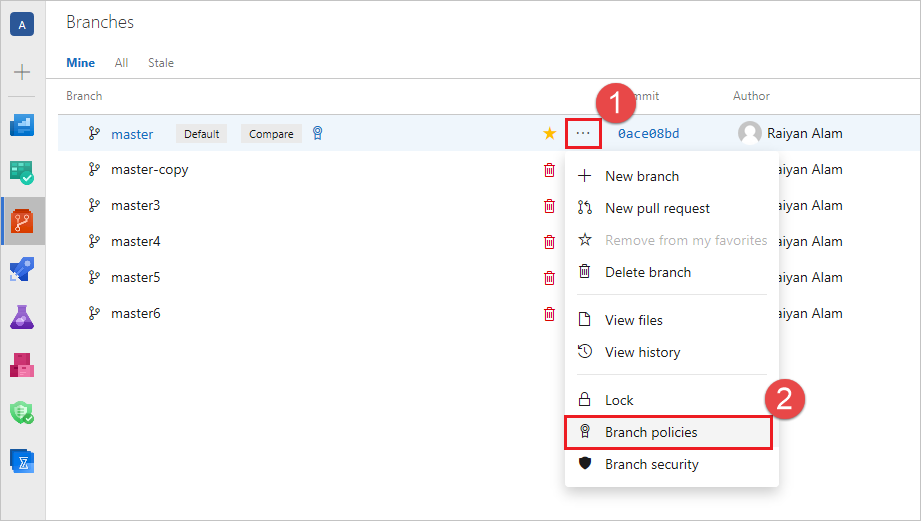 A
Branches
Mine All Stale
Branch mmit Author
1
master Default Compare ... 0ace08bd Raiyan Alam
master-copy aiyan Alam
master3 aiyan Alam
master4 aiyan Alam
master5 aiyan Alam
master6 aiyan Alam
New branch
New pull request
Remove from my favorites
Delete branch
View files
View history
Lock
2
Branch policies
Branch security